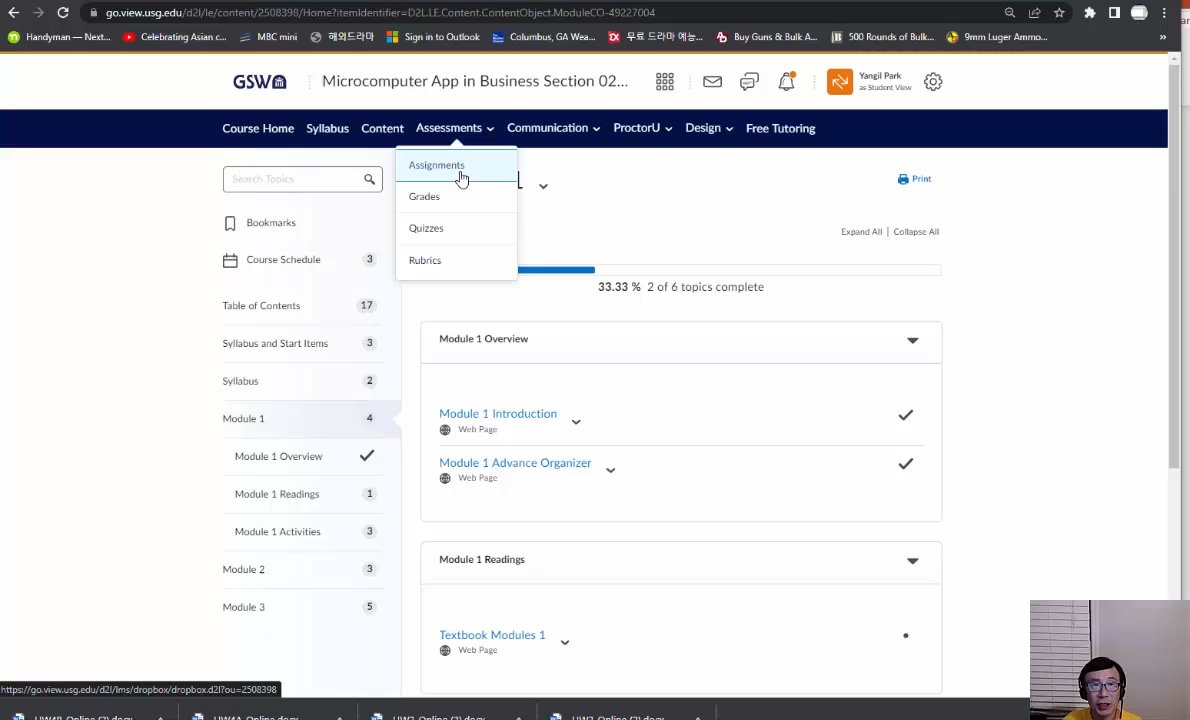 go.view.usg.edu/d2l/le/content/2508398/Home?itemIdentifier=D2L.LE.Content.ContentObject.ModuleCO-49227004
Handyman — Next...
Celebrating Asian c...
MBC mini
해외드라마
Sign in to Outlook
Columbus, GA Wea...
무료 드라마 예능...
Buy Guns & Bulk A...
500 Rounds of Bulk...
9mm Luger Ammo...
»
GSW
Microcomputer App in Business Section 02...
Yangil Park
as Student View
Course Home
Syllabus
Content
Assessments
Communication
ProctorU
Design
Free Tutoring
Assignments
Grades
Quizzes
Rubrics
Search Topics
Print
Bookmarks
Expand All | Collapse All
Course Schedule 3
33.33 % 2 of 6 topics complete
Table of Contents 17
Syllabus and Start Items 3
Syllabus 2
Module 1 4
Module 1 Overview
Module 1 Readings 1
Module 1 Activities 3
Module 2 3
Module 3 5
Module 1 Overview
Module 1 Introduction
Web Page
Module 1 Advance Organizer
Web Page
Module 1 Readings
Textbook Modules 1
Web Page
https://go.view.usg.edu/d2l/lms/dropbox/dropbox.d2l?ou=2508398